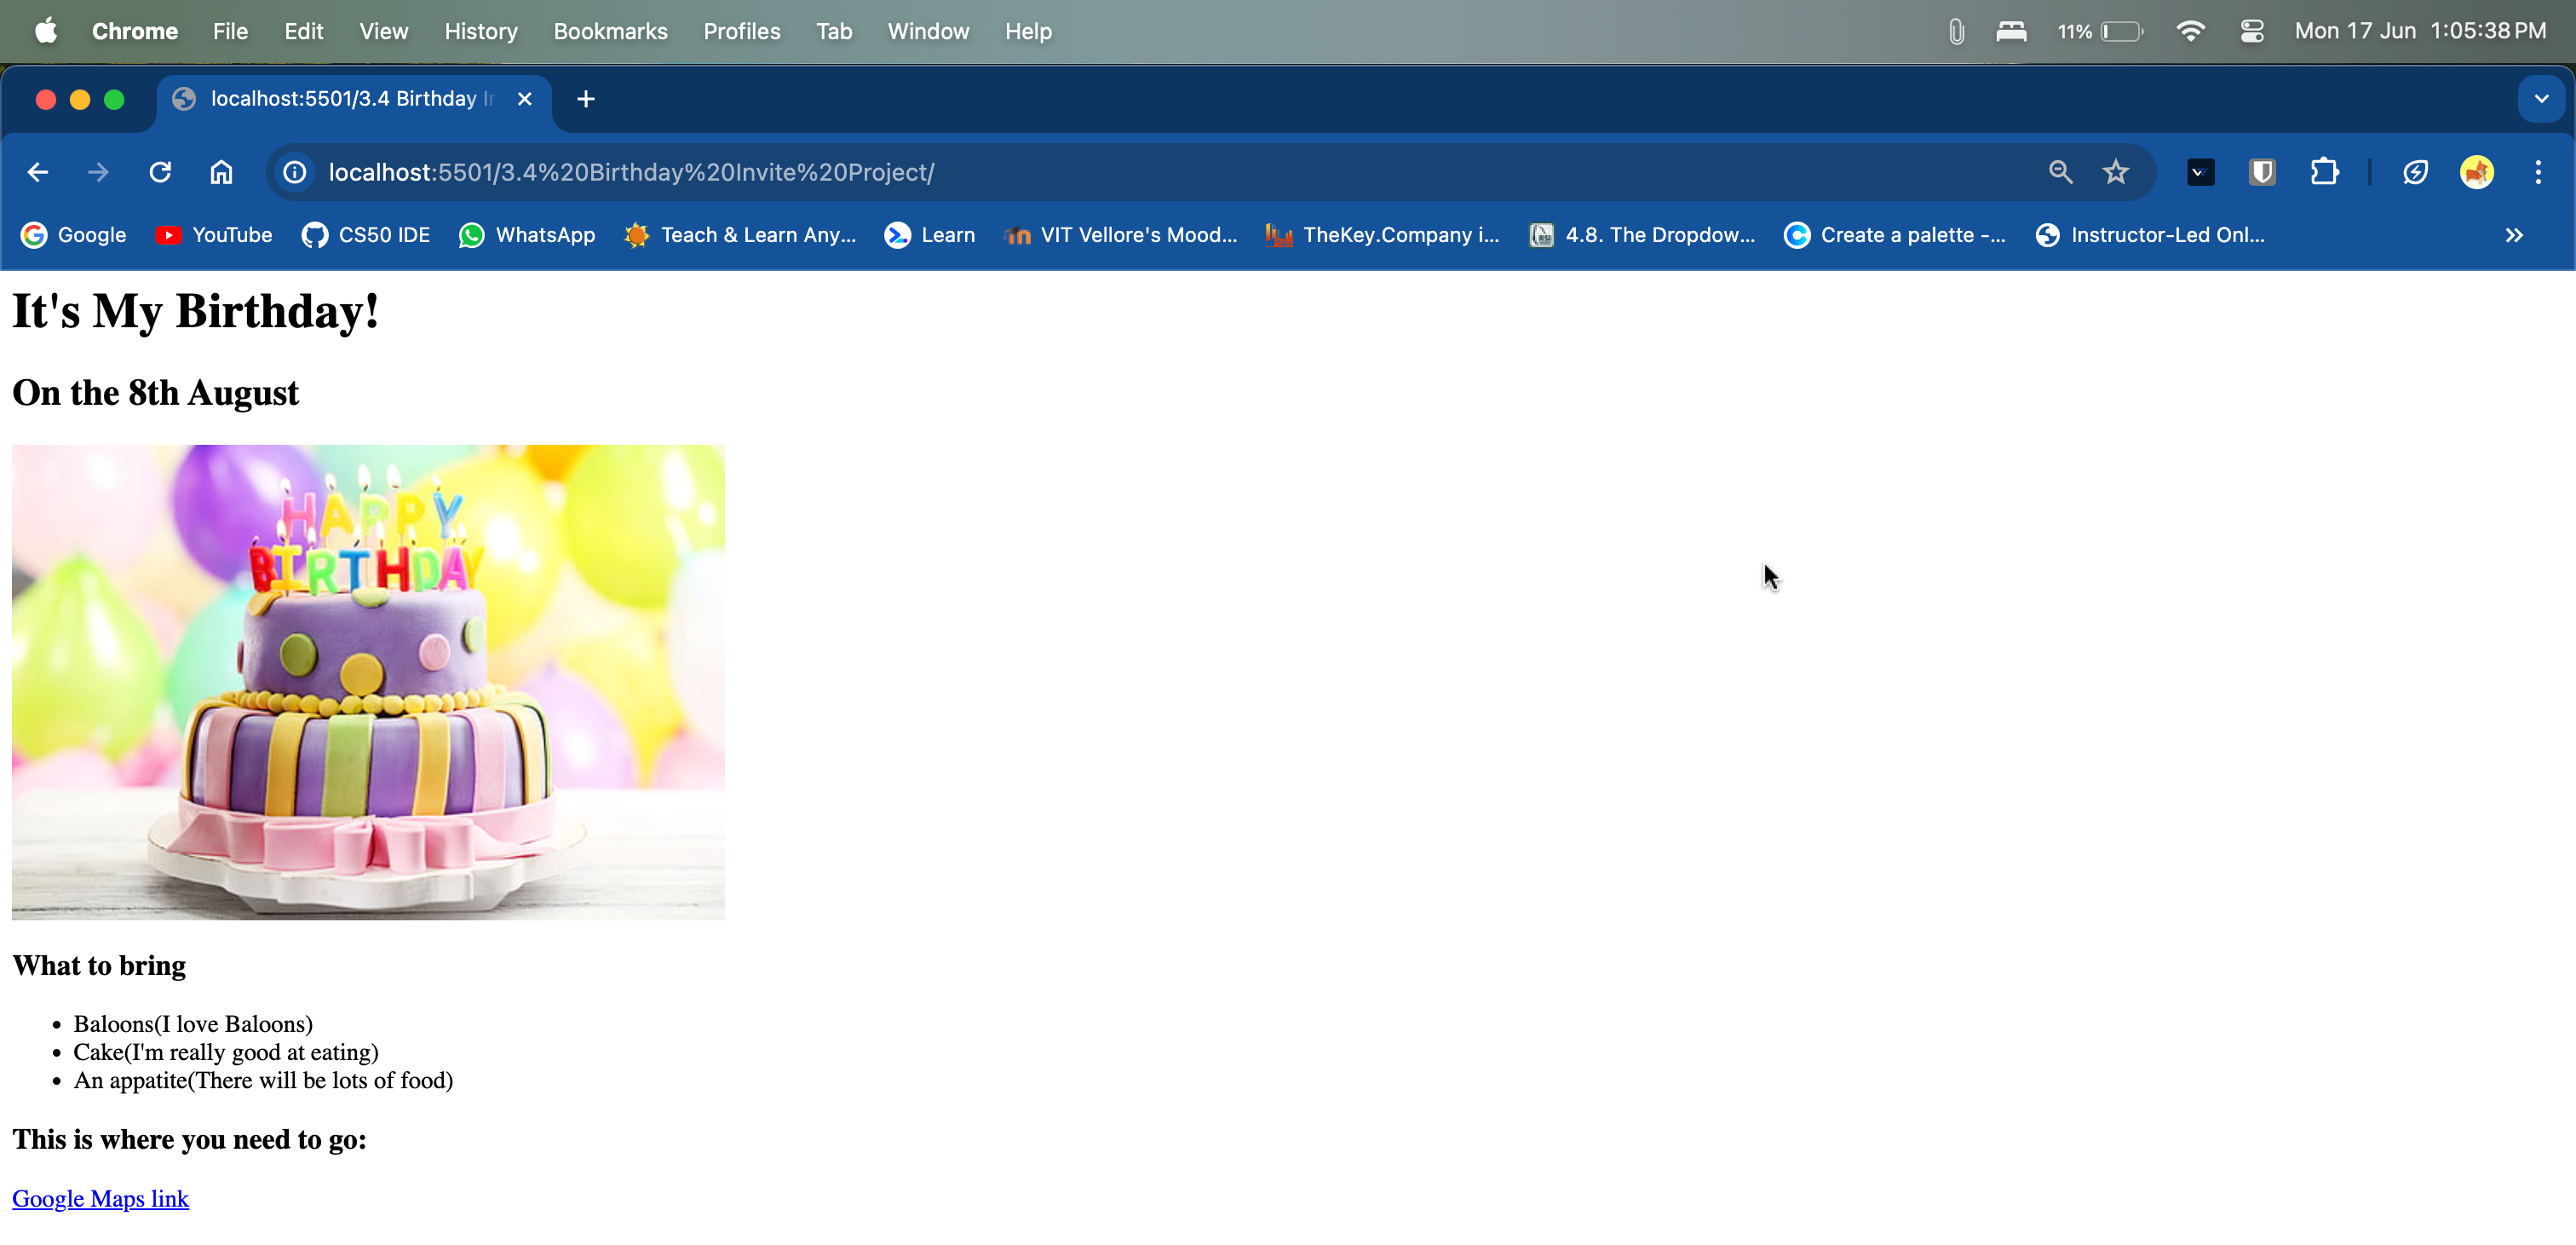 Chrome File Edit View History Bookmarks Profiles Tab Window Help 11% Mon 17 Jun 1:05:38 PM
localhost:5501/3.4 Birthday
localhost:5501/3.4%20Birthday%20Invite%20Project/
Google YouTube CS50 IDE WhatsApp Teach & Learn Any... Learn VIT Vellore's Mood... TheKey.Company i... 4.8. The Dropdow... Create a palette -... Instructor-Led Onl...
It's My Birthday!
On the 8th August
HAPPY
BIRTHDAY
What to bring
• Baloons(I love Baloons)
• Cake(I'm really good at eating)
• An appatite(There will be lots of food)
This is where you need to go:
Google Maps link